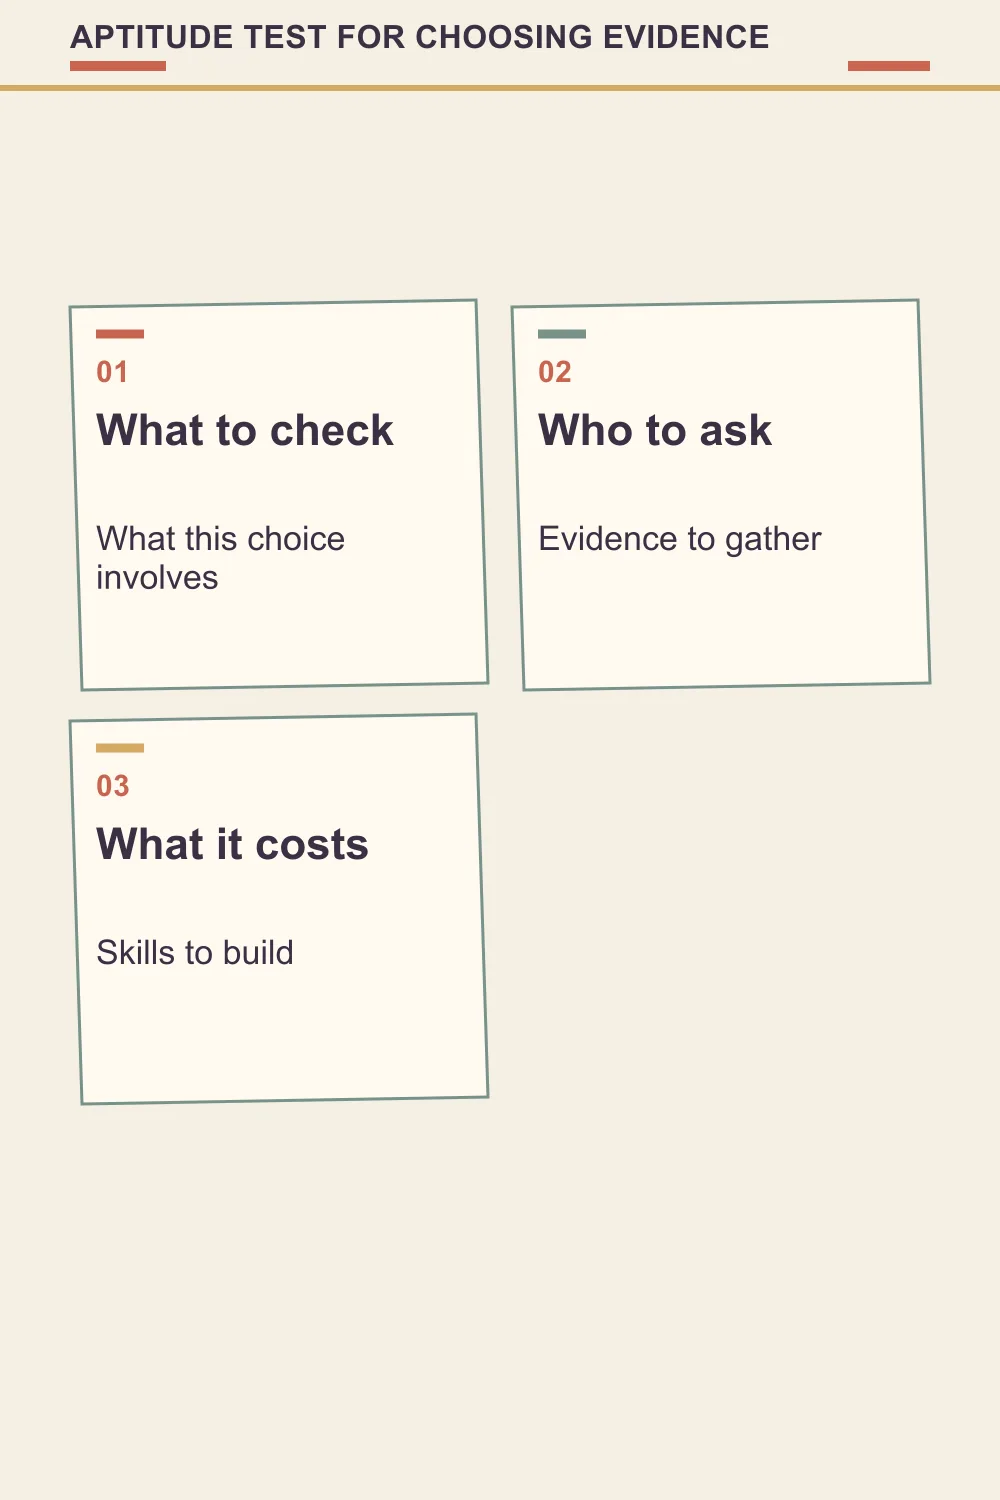 APTITUDE TEST FOR CHOOSING EVIDENCE
01
What to check
What this choice
involves
02
Who to ask
Evidence to gather
03
What it costs
Skills to build